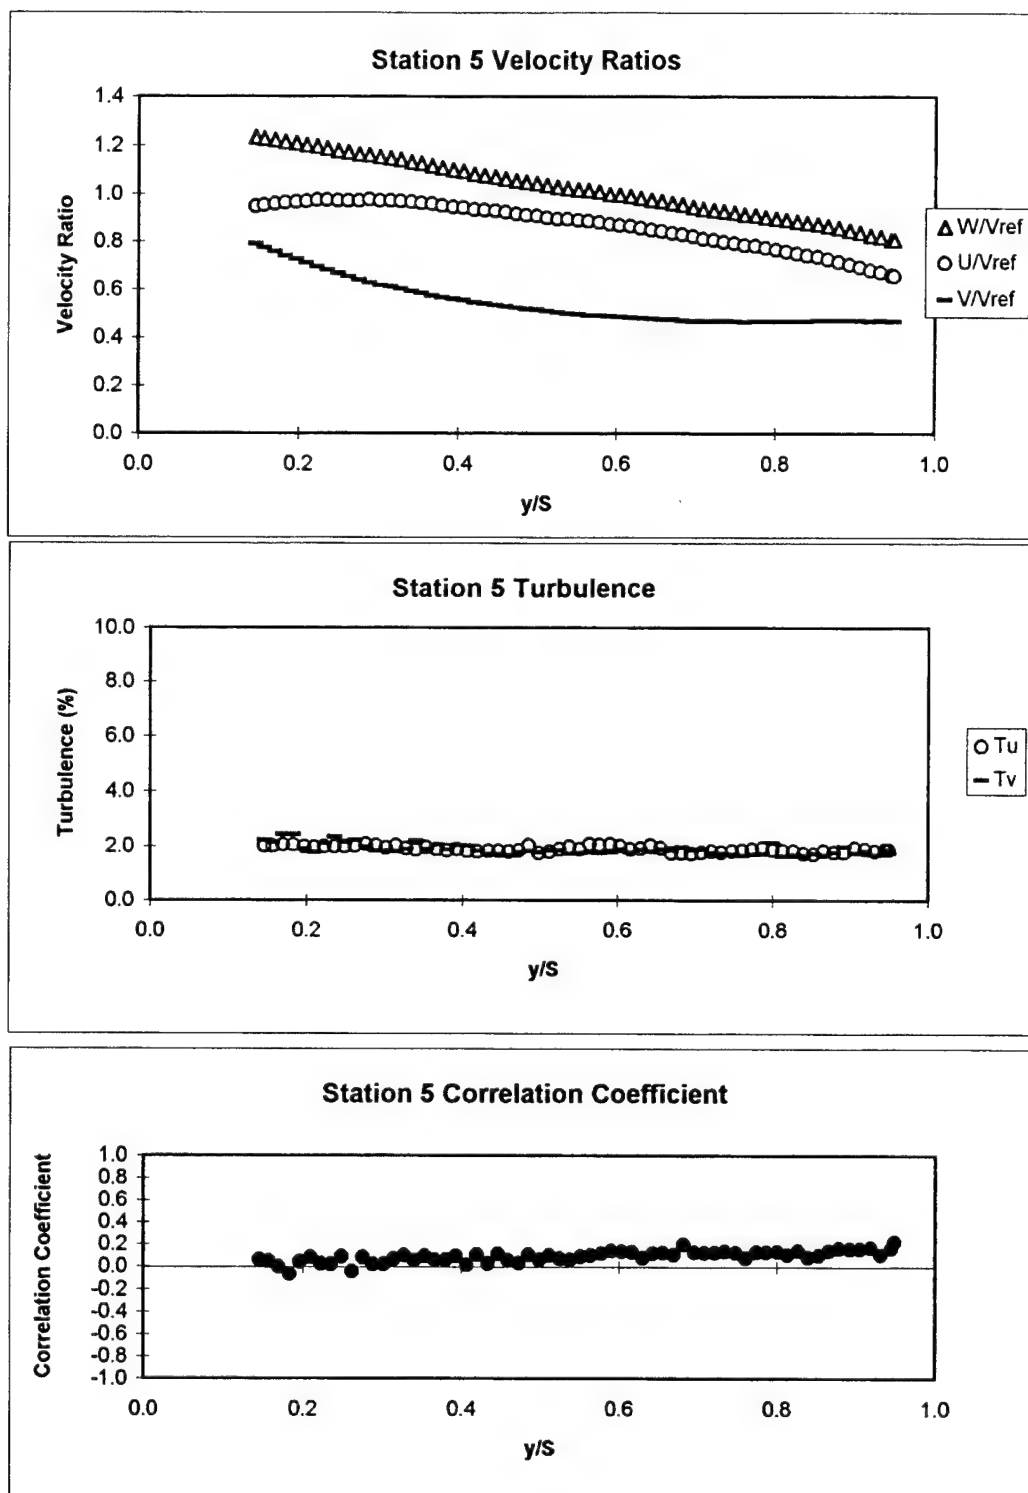 Station 5 Velocity Ratios
1.4
1.2
1.0
0.8
0.6
0.4
0.2
0.0
Velocity Ratio
0.0 0.2 0.4 0.6 0.8 1.0
y/S
W/Vref
U/Vref
V/Vref
Station 5 Turbulence
10.0
8.0
6.0
4.0
2.0
0.0
Turbulence (%)
0.0 0.2 0.4 0.6 0.8 1.0
y/S
Tu
Tv
Station 5 Correlation Coefficient
1.0
0.8
0.6
0.4
0.2
0.0
-0.2
-0.4
-0.6
-0.8
-1.0
Correlation Coefficient
0.0 0.2 0.4 0.6 0.8 1.0
y/S